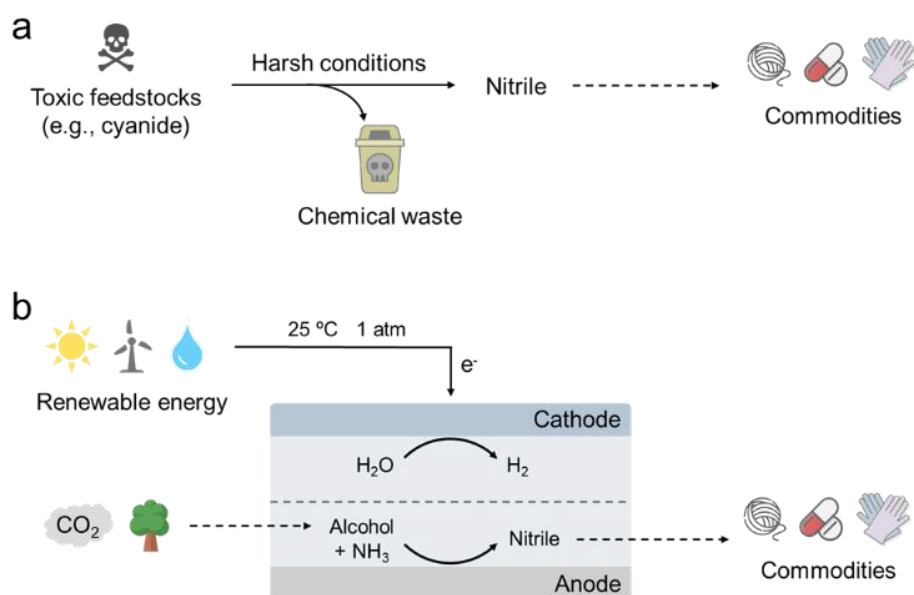 a
Harsh conditions
Toxic feedstocks
(e.g., cyanide)
Nitrile
Commodities
Chemical waste
b
25 ºC 1 atm
e-
Renewable energy
Cathode
H2O
H2
CO2
Alcohol
+ NH3
Nitrile
Commodities
Anode